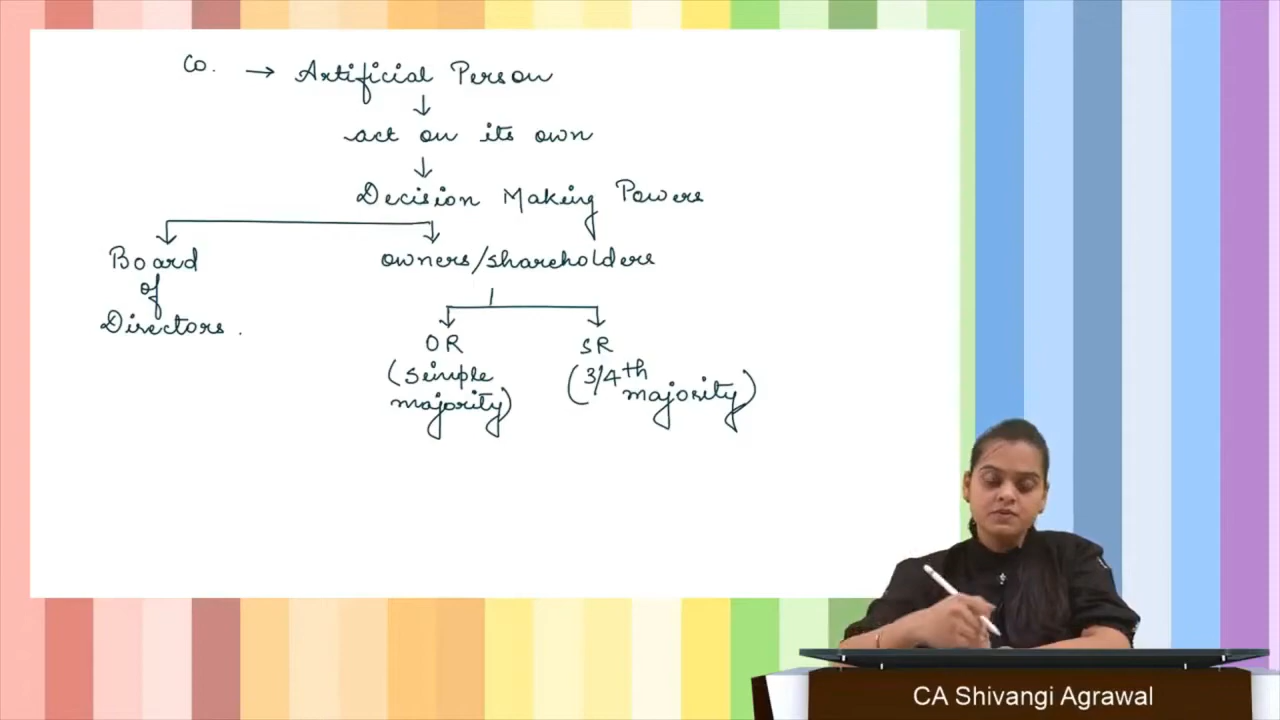 Co. → Artificial Person
act on its own
Decision Making Powers
Board of Directors.
owners/shareholders
OR
(simple majority)
SR
(3/4th majority)
CA Shivangi Agrawal